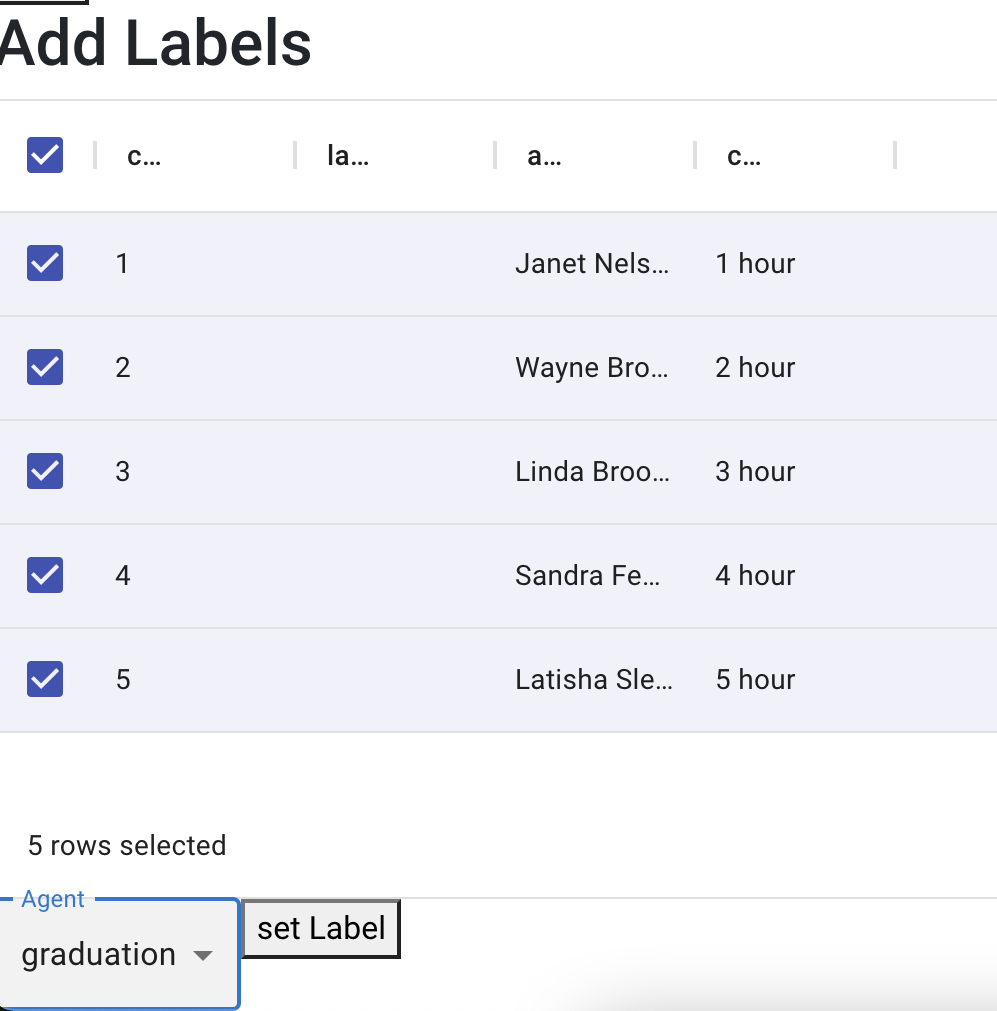 Add Labels
c... la... a... c...
1 Janet Nels... 1 hour
2 Wayne Bro... 2 hour
3 Linda Broo... 3 hour
4 Sandra Fe... 4 hour
5 Latisha Sle... 5 hour
5 rows selected
Agent
graduation
set Label